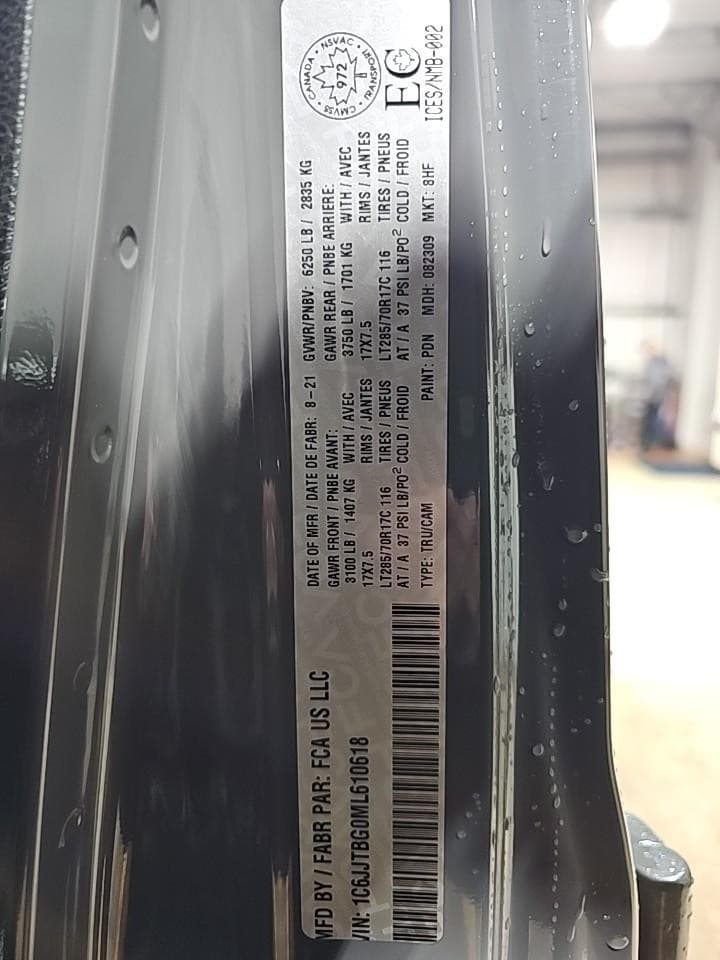 MFD BY / FABR PAR: FCA US LLC
VIN: 1C6JJTBG0ML610618
DATE OF MFR / DATE DE FABR: 8-21 GVWR/PNBV: 6250 LB / 2835 KG
GAWR FRONT / PNBE AVANT:
3100 LB / 1407 KG WITH / AVEC
17X7.5 RIMS / JANTES
LT285/70R17C 116 TIRES / PNEUS
AT / A 37 PSI LB/PO² COLD / FROID
GAWR REAR / PNBE ARRIERE:
3750 LB / 1701 KG WITH / AVEC
17X7.5 RIMS / JANTES
LT285/70R17C 116 TIRES / PNEUS
AT / A 37 PSI LB/PO² COLD / FROID
TYPE: TRU/CAM PAINT: PDN MDH: 082309 MKT: 8HF
CANADA · NSVAC · TRANSPORT · CMVSS
972
EC
ICES/NMB-002